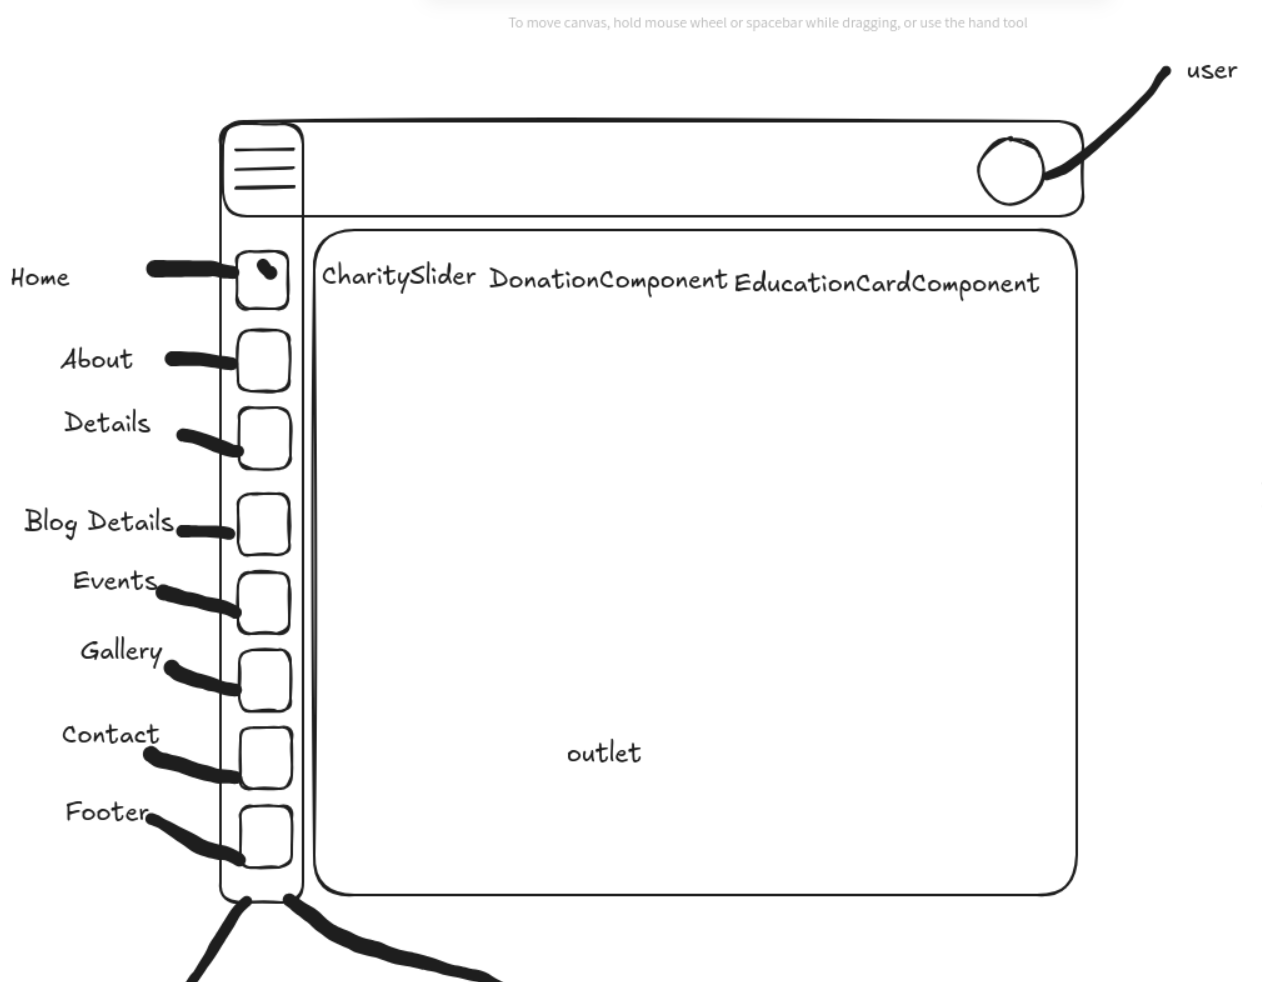 To move canvas, hold mouse wheel or spacebar while dragging, or use the hand tool
user
Home
CharitySlider DonationComponent EducationCardComponent
About
Details
Blog Details
Events
Gallery
Contact
outlet
Footer